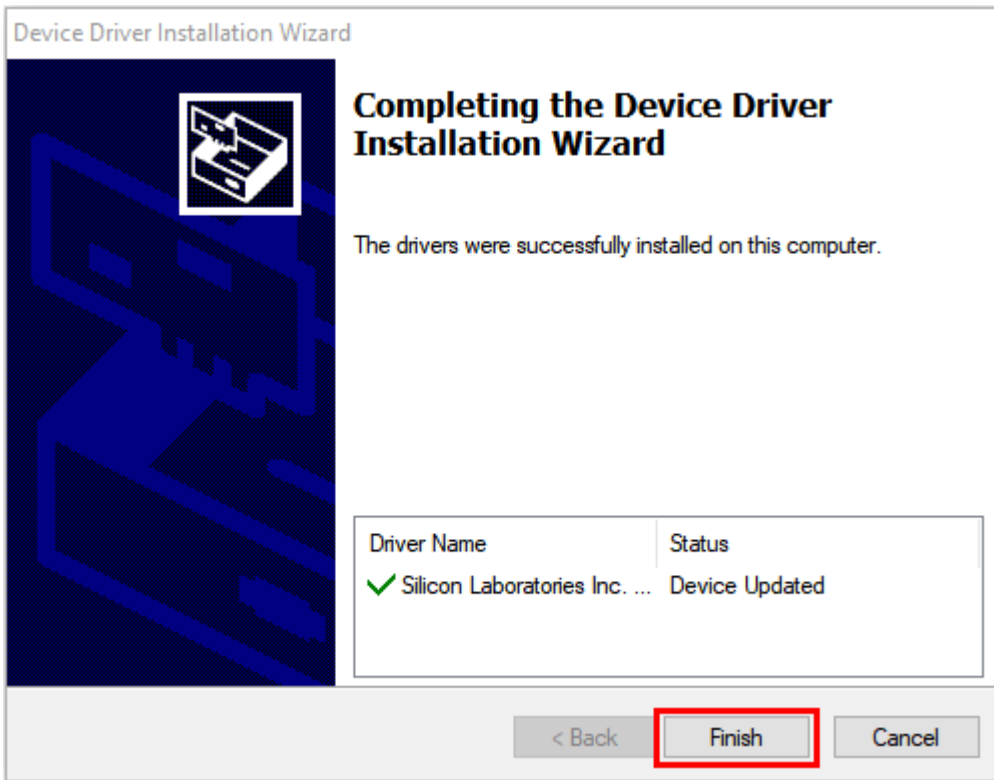 Device Driver Installation Wizard
Completing the Device Driver
Installation Wizard
The drivers were successfully installed on this computer.
Driver Name Status
Silicon Laboratories Inc. ... Device Updated
< Back Finish Cancel